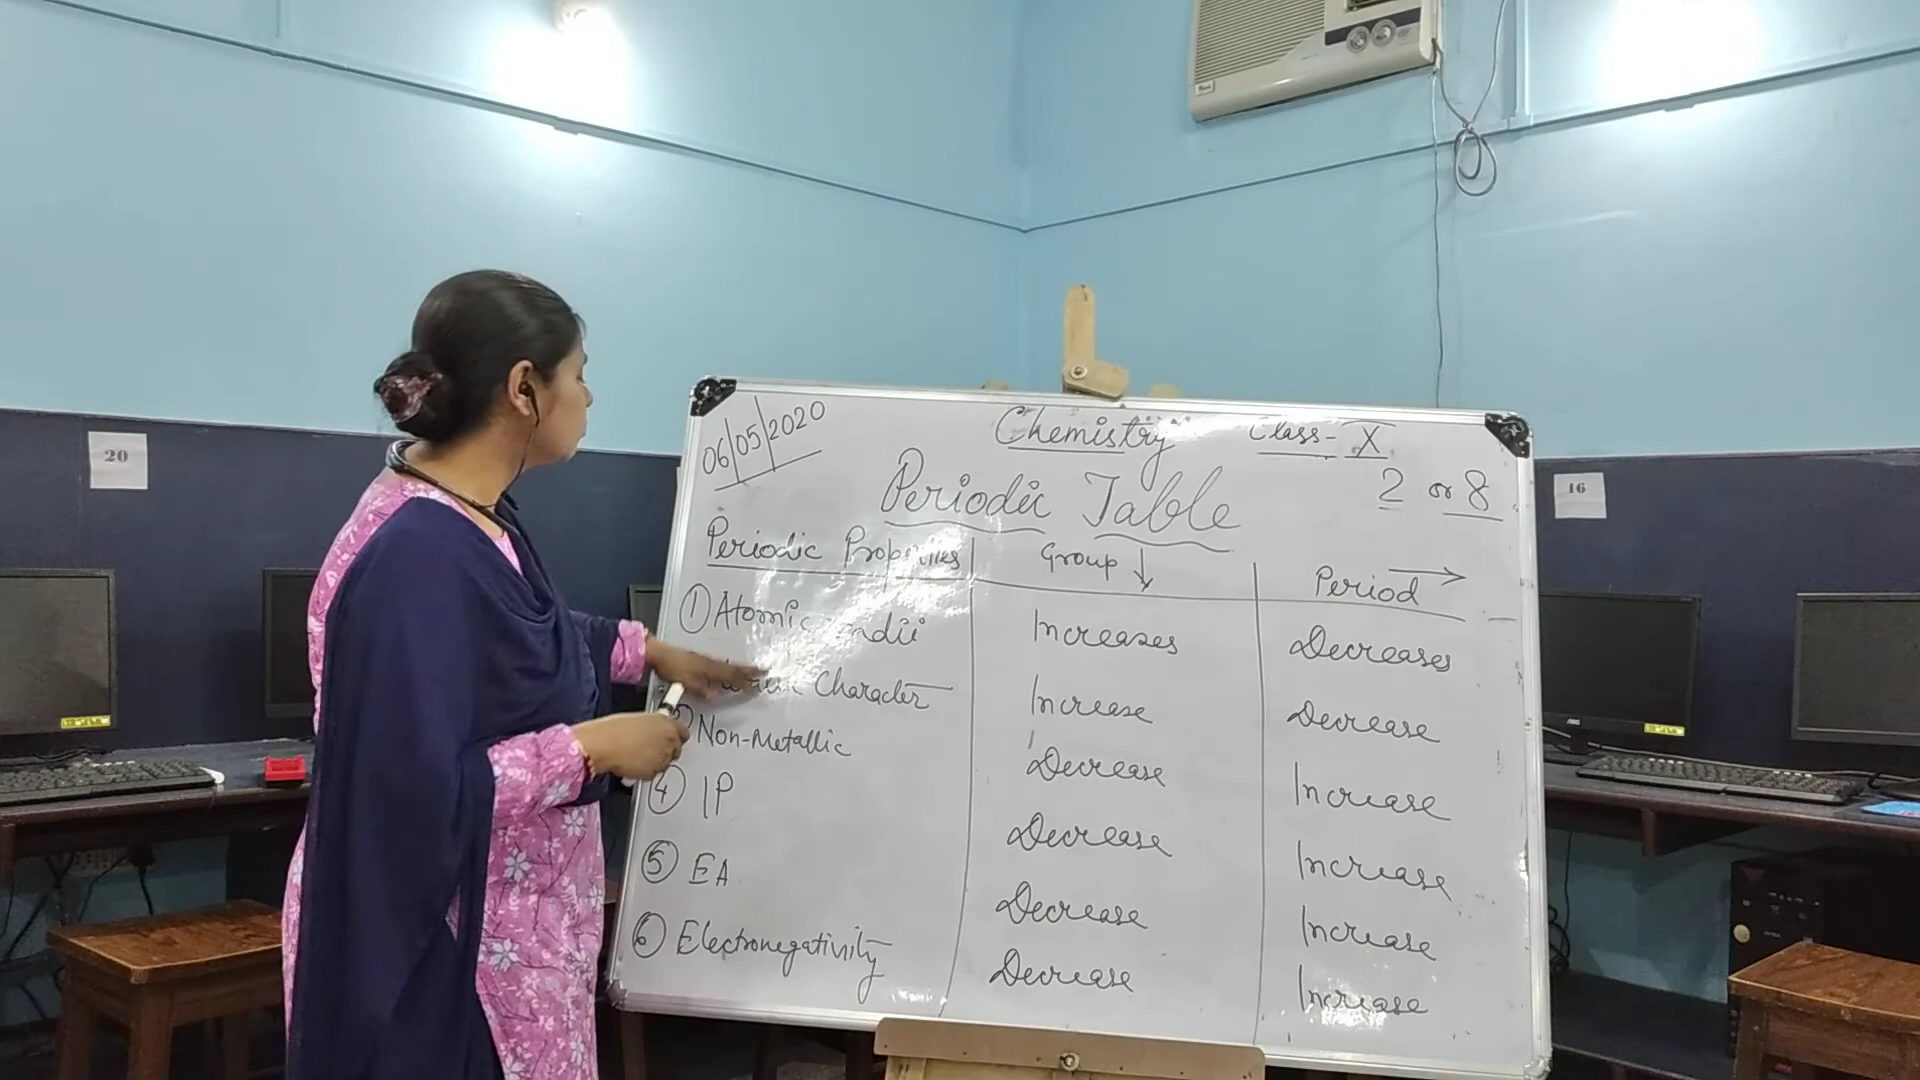 06/05/2020
Chemistry Class- X
2 or 8
Periodic Table
Periodic Properties Group ↓ Period →
① Atomic radii Increases Decreases
Character Increase Decrease
Non-Metallic Decrease Increase
④ IP Decrease Increase
⑤ EA Decrease Increase
⑥ Electronegativity Decrease Increase
20
16